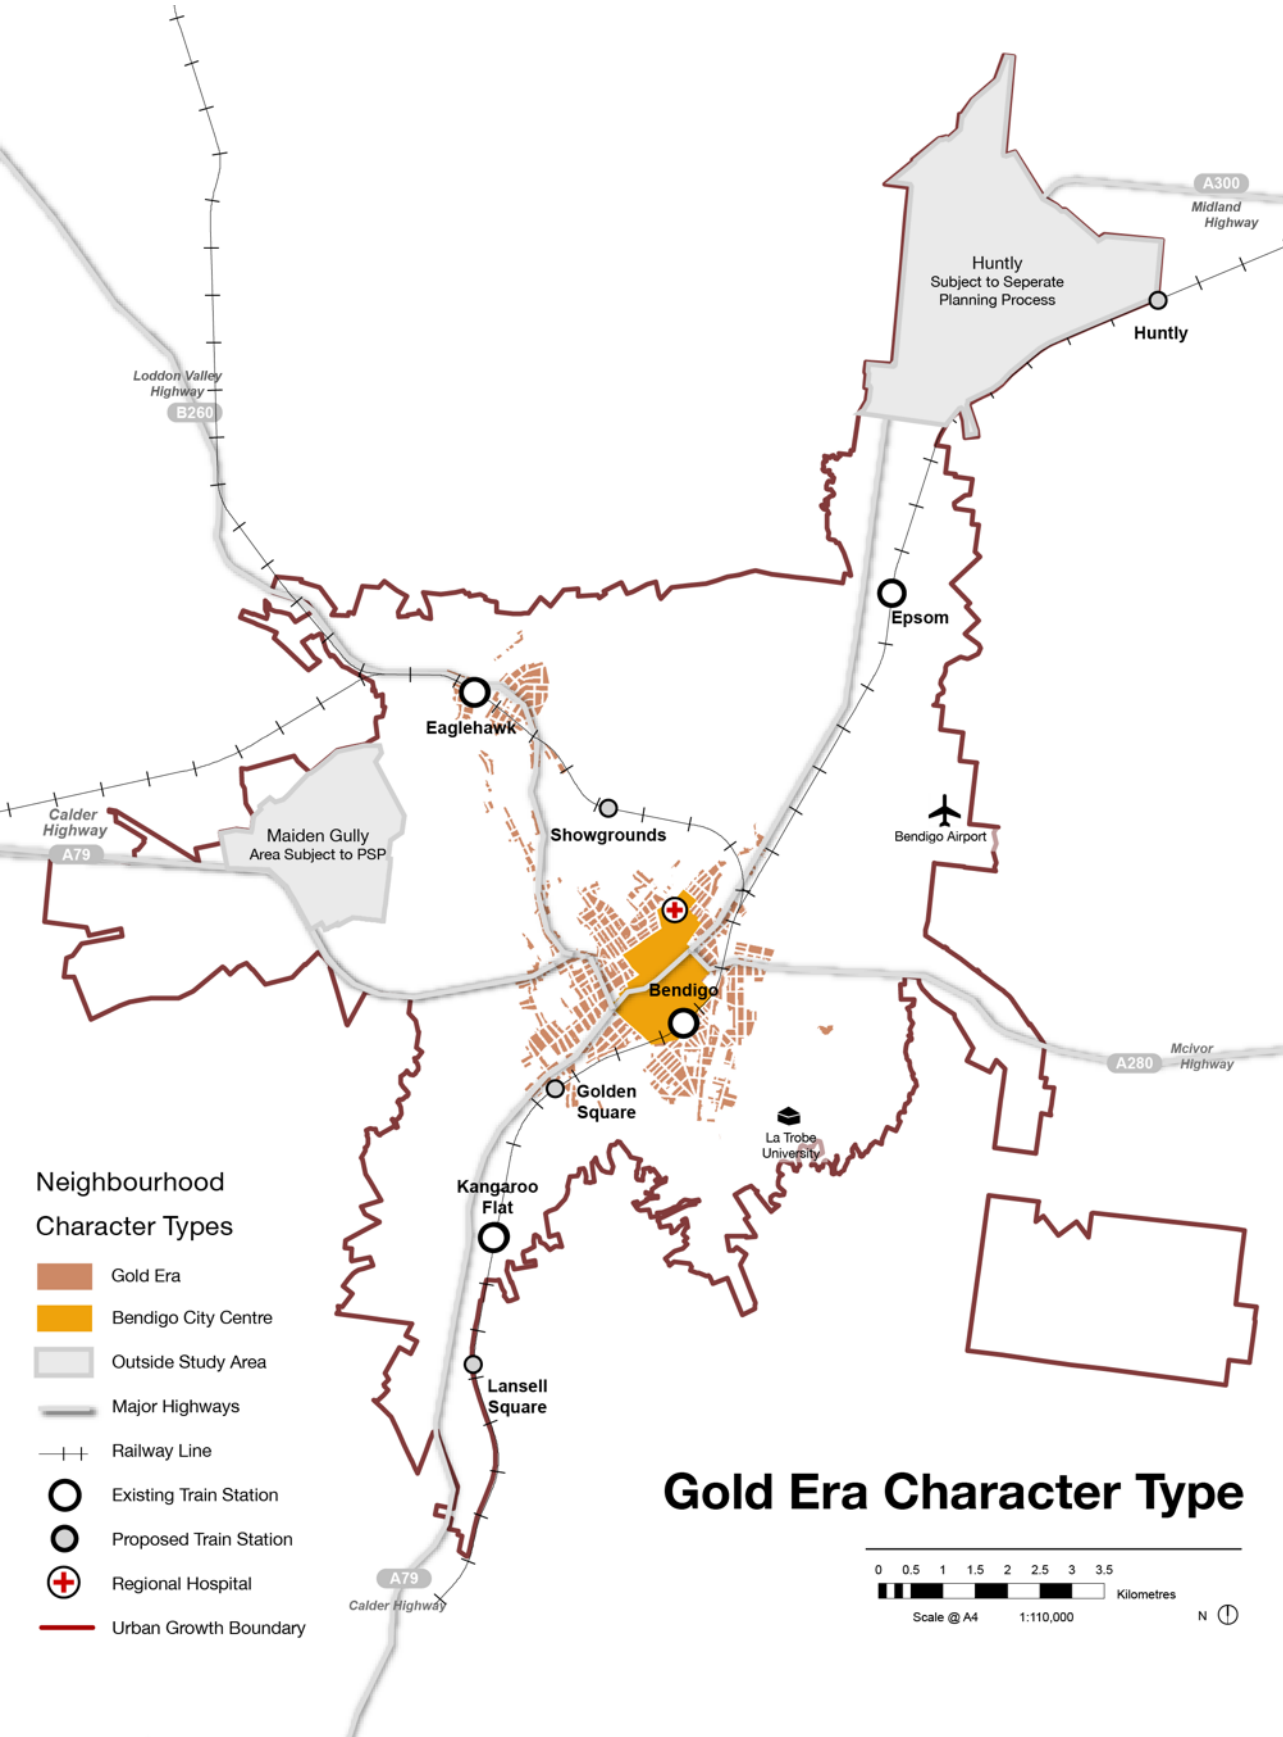 A300
Midland
Highway
Huntly
Subject to Seperate
Planning Process
Huntly
Loddon Valley
Highway
B260
Epsom
Eaglehawk
Calder
Highway
A79
Maiden Gully
Area Subject to PSP
Showgrounds
Bendigo Airport
Bendigo
A280
Mcivor
Highway
Golden
Square
La Trobe
University
Kangaroo
Flat
Lansell
Square
A79
Calder Highway
Neighbourhood
Character Types
Gold Era
Bendigo City Centre
Outside Study Area
Major Highways
Railway Line
Existing Train Station
Proposed Train Station
Regional Hospital
Urban Growth Boundary
Gold Era Character Type
0 0.5 1 1.5 2 2.5 3 3.5
Kilometres
Scale @ A4 1:110,000
N